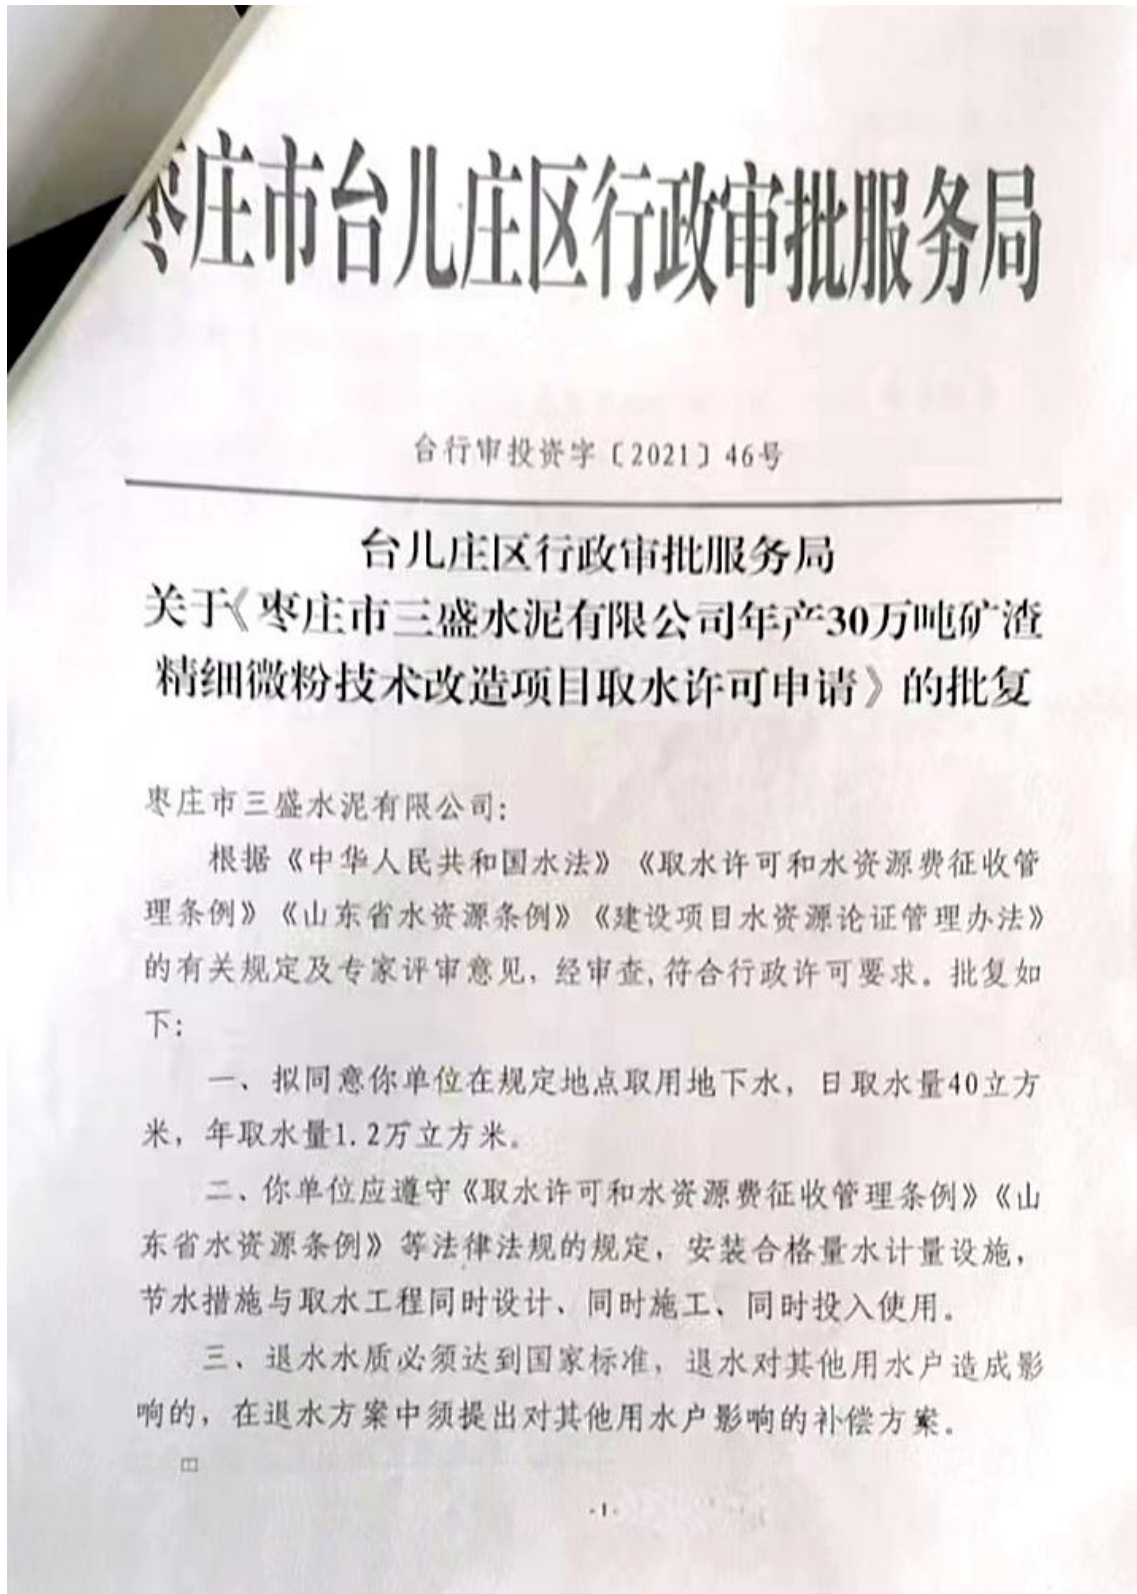 枣庄市台儿庄区行政审批服务局
台行审投资字〔2021〕46号
台儿庄区行政审批服务局
关于《枣庄市三盛水泥有限公司年产30万吨矿渣
精细微粉技术改造项目取水许可申请》的批复
枣庄市三盛水泥有限公司:
根据《中华人民共和国水法》《取水许可和水资源费征收管
理条例》《山东省水资源条例》《建设项目水资源论证管理办法》
的有关规定及专家评审意见,经审查,符合行政许可要求。批复如
下:
一、拟同意你单位在规定地点取用地下水,日取水量40立方
米,年取水量1.2万立方米。
二、你单位应遵守《取水许可和水资源费征收管理条例》《山
东省水资源条例》等法律法规的规定,安装合格量水计量设施,
节水措施与取水工程同时设计、同时施工、同时投入使用。
三、退水水质必须达到国家标准,退水对其他用水户造成影
响的,在退水方案中须提出对其他用水户影响的补偿方案。
-1-